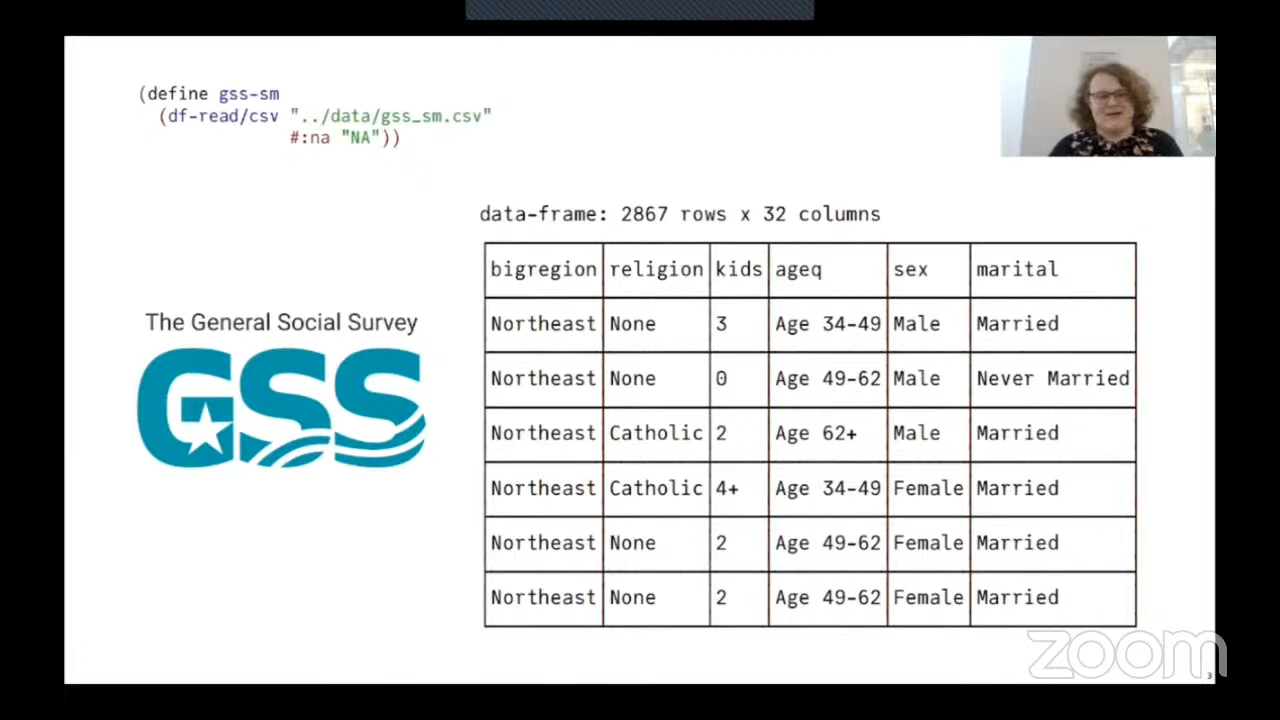 (define gss-sm
(df-read/csv "../data/gss_sm.csv"
#:na "NA"))
data-frame: 2867 rows x 32 columns
bigregion religion kids ageq sex marital
Northeast None 3 Age 34-49 Male Married
Northeast None 0 Age 49-62 Male Never Married
Northeast Catholic 2 Age 62+ Male Married
Northeast Catholic 4+ Age 34-49 Female Married
Northeast None 2 Age 49-62 Female Married
Northeast None 2 Age 49-62 Female Married
The General Social Survey
GSS
zoom
3